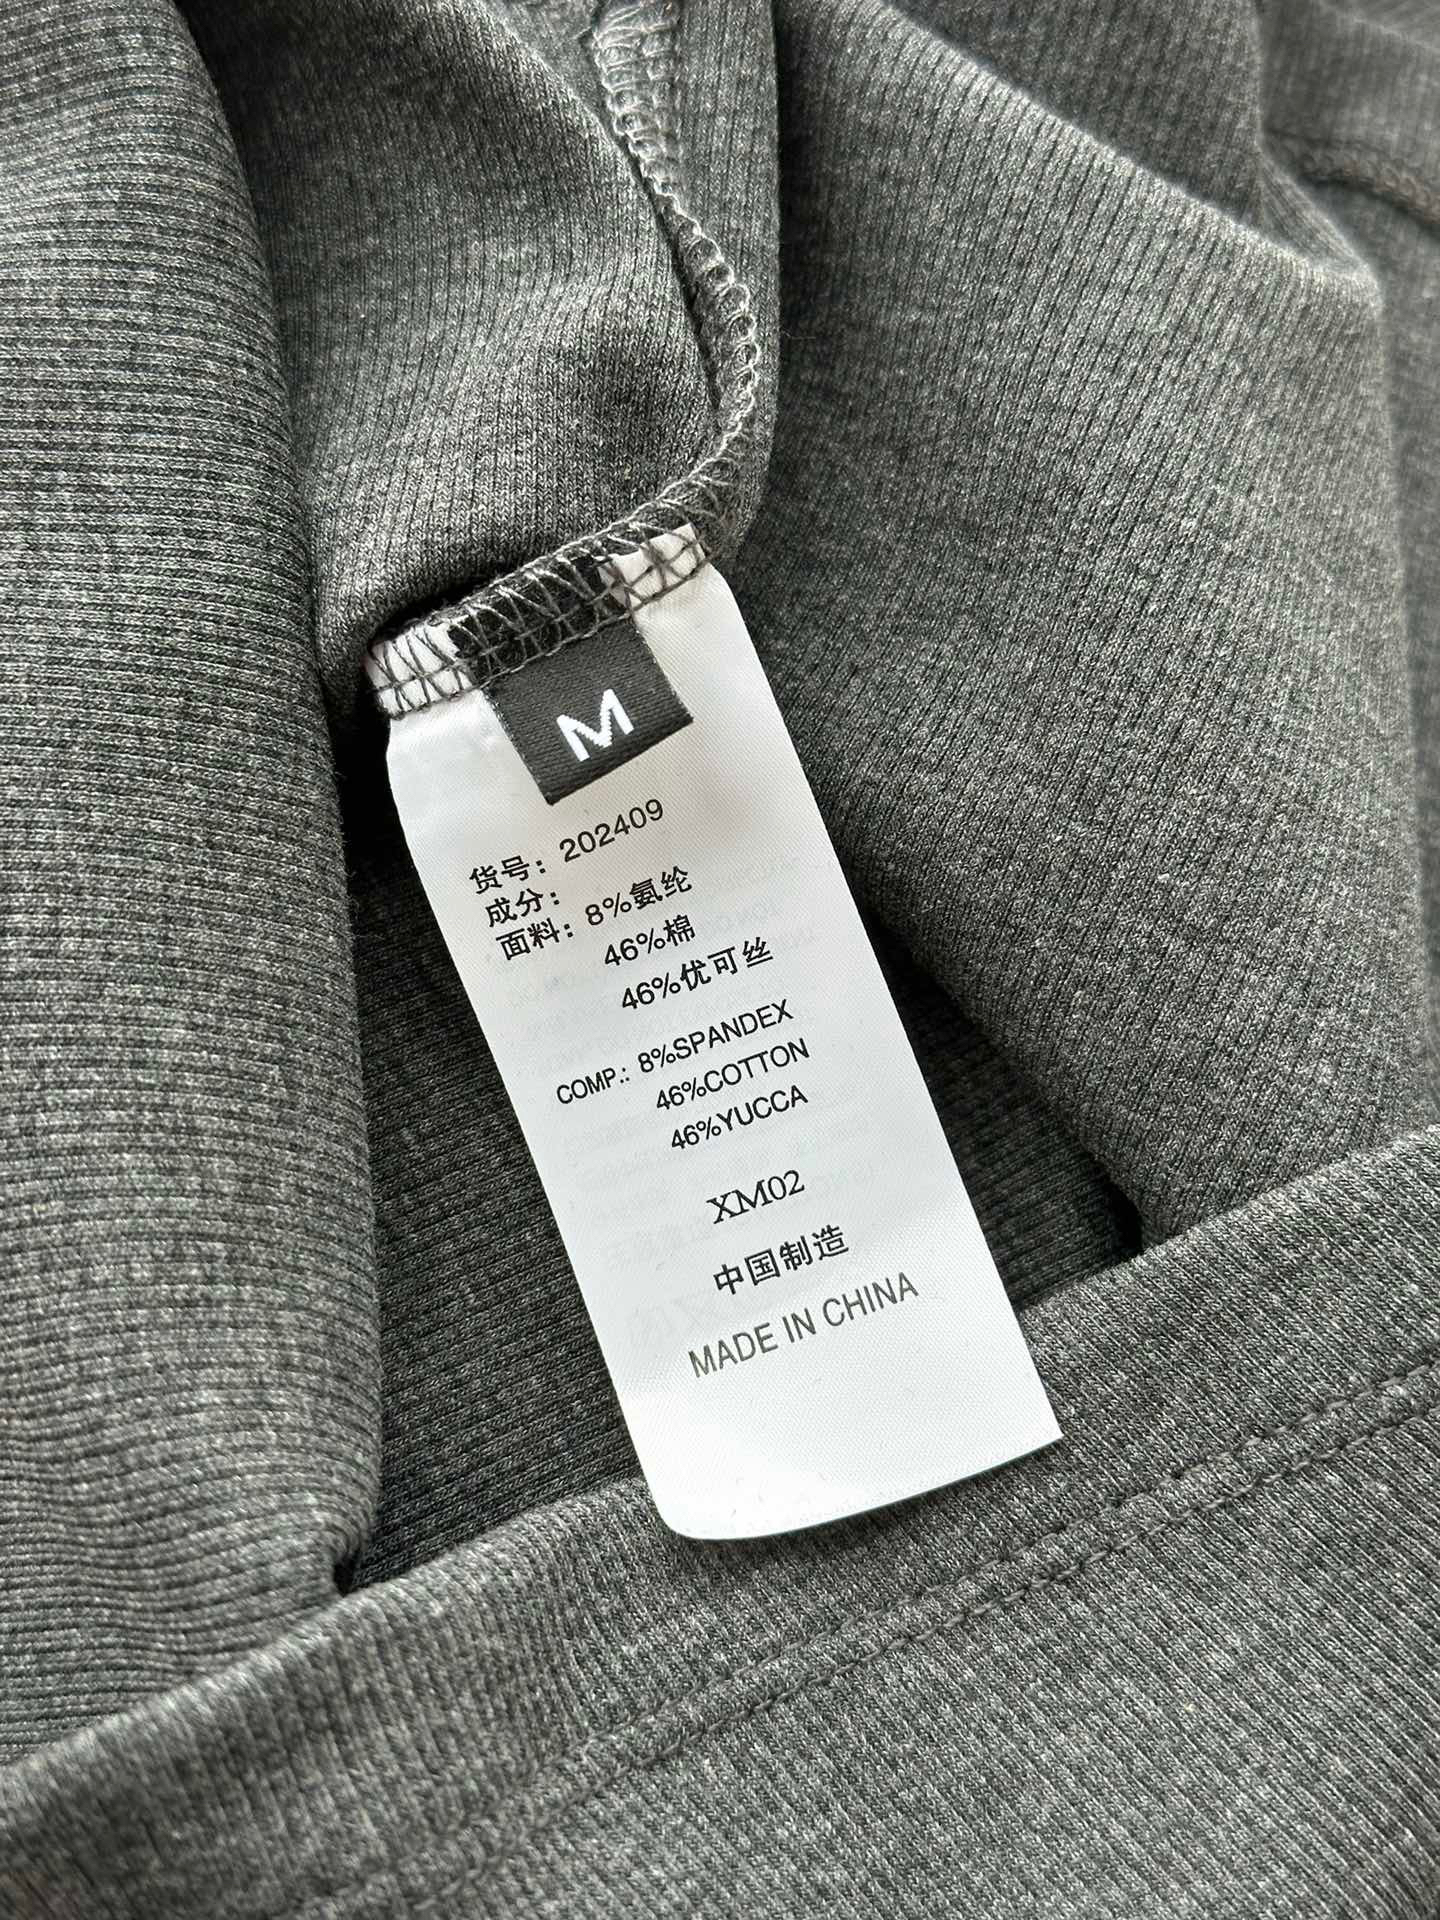 M
货号：202409
成分：
面料：8%氨纶
46%棉
46%优可丝
COMP.: 8%SPANDEX
46%COTTON
46%YUCCA
XM02
中国制造
MADE IN CHINA